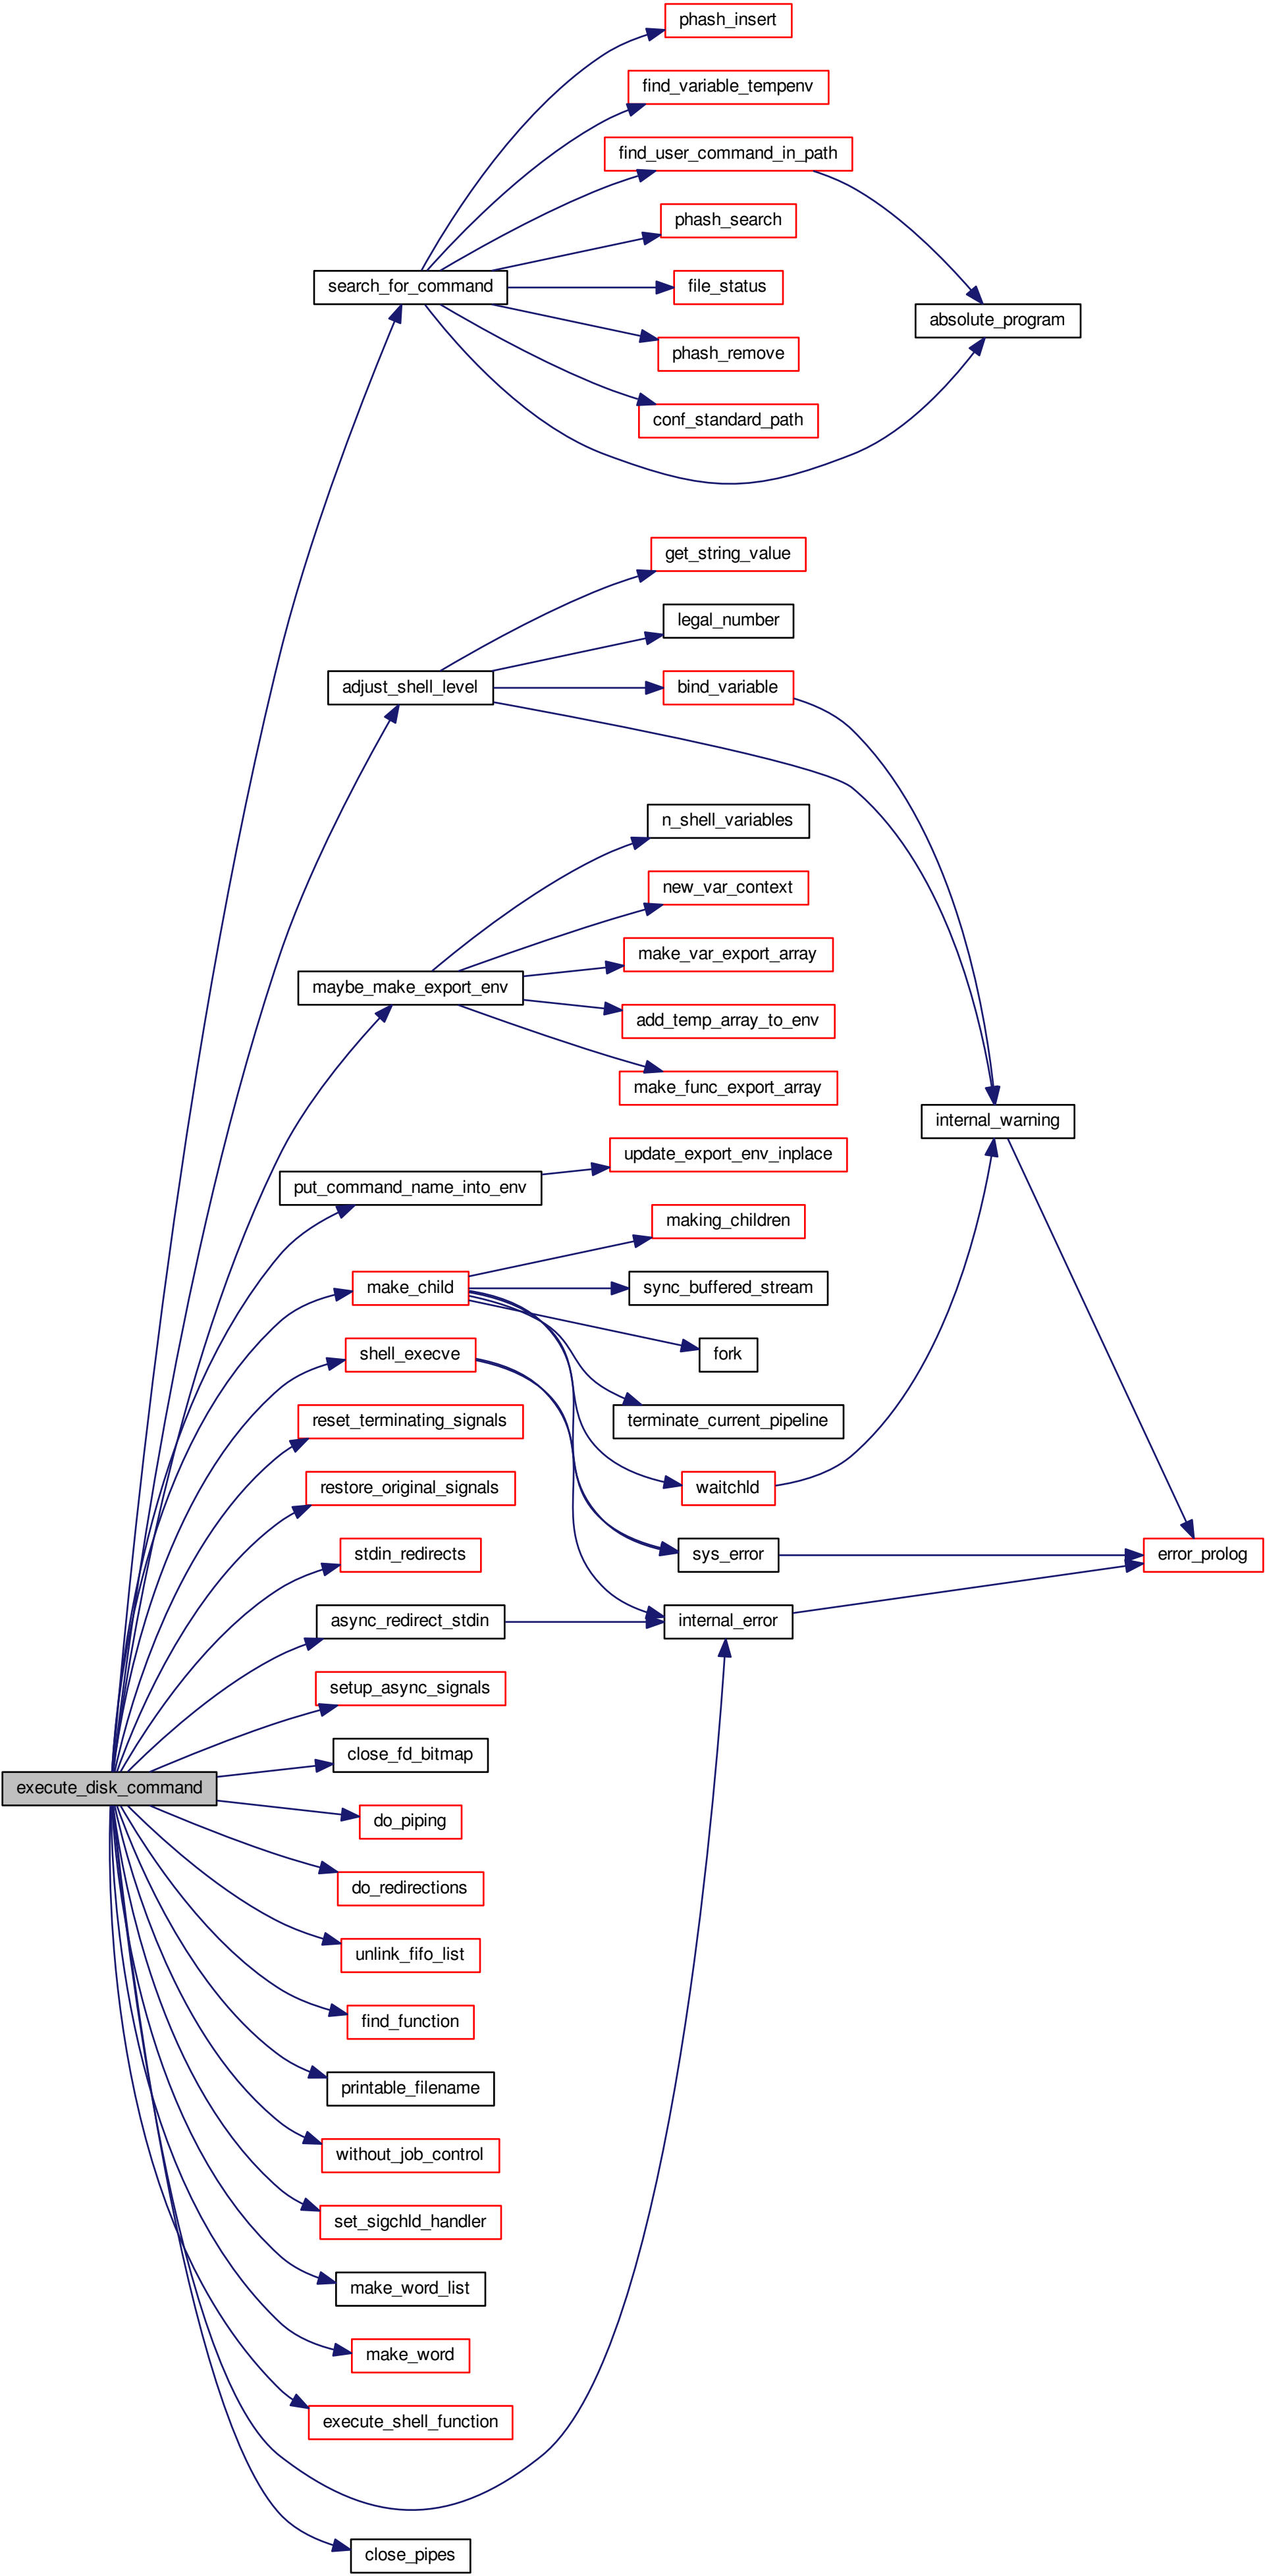 phash_insert
find_variable_tempenv
find_user_command_in_path
phash_search
search_for_command
file_status
absolute_program
phash_remove
conf_standard_path
get_string_value
legal_number
adjust_shell_level
bind_variable
n_shell_variables
new_var_context
make_var_export_array
maybe_make_export_env
add_temp_array_to_env
make_func_export_array
internal_warning
update_export_env_inplace
put_command_name_into_env
making_children
make_child
sync_buffered_stream
shell_execve
fork
reset_terminating_signals
terminate_current_pipeline
restore_original_signals
waitchld
stdin_redirects
sys_error
error_prolog
async_redirect_stdin
internal_error
setup_async_signals
close_fd_bitmap
execute_disk_command
do_piping
do_redirections
unlink_fifo_list
find_function
printable_filename
without_job_control
set_sigchld_handler
make_word_list
make_word
execute_shell_function
close_pipes